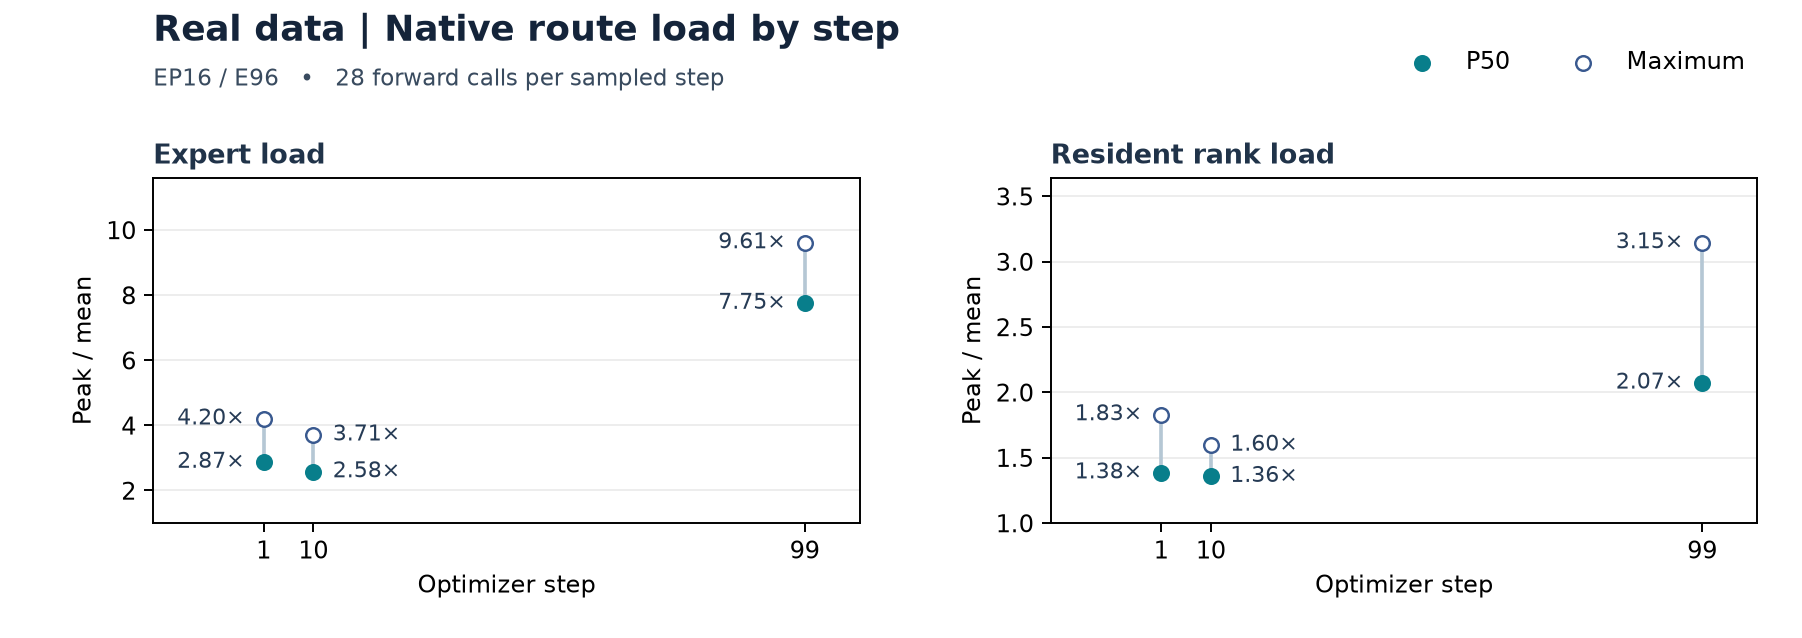 Real data | Native route load by step
EP16 / E96 • 28 forward calls per sampled step
P50
Maximum
Expert load
Peak / mean
10
8
6
4
2
4.20×
2.87×
3.71×
2.58×
9.61×
7.75×
1
10
99
Optimizer step
Resident rank load
Peak / mean
3.5
3.0
2.5
2.0
1.5
1.0
1.83×
1.38×
1.60×
1.36×
3.15×
2.07×
1
10
99
Optimizer step